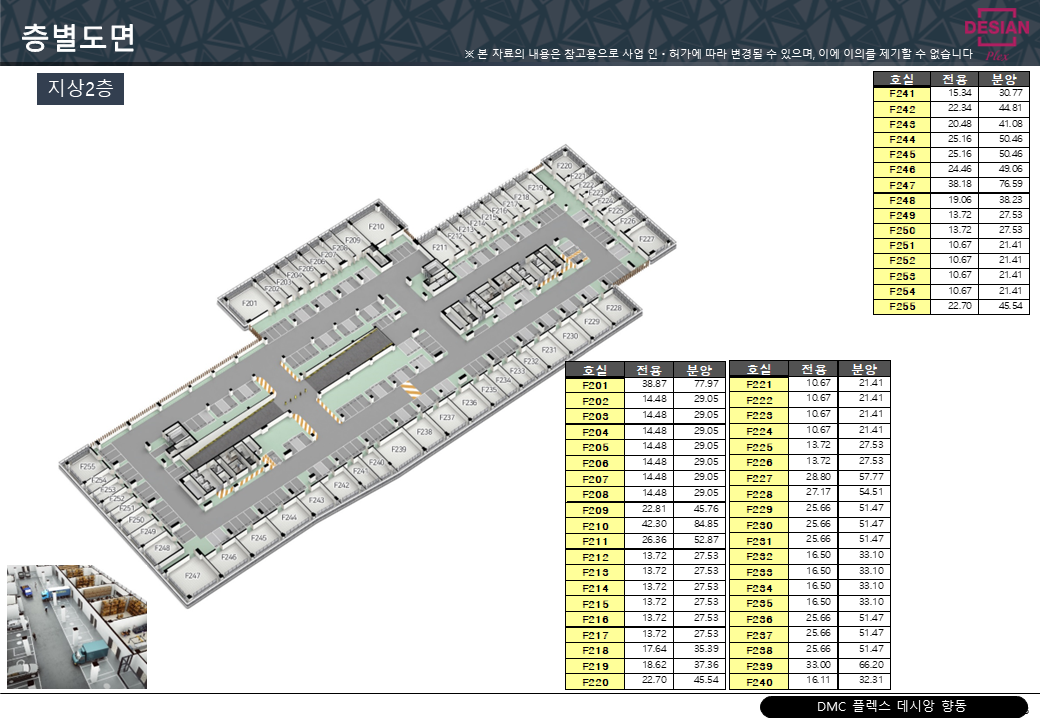 층별도면
※ 본 자료의 내용은 참고용으로 사업 인·허가에 따라 변경될 수 있으며, 이에 이의를 제기할 수 없습니다
DESIAN
Flex
지상2층
호실 전용 분양
F241 15.34 30.77
F242 22.34 44.81
F243 20.48 41.08
F244 25.16 50.46
F245 25.16 50.46
F246 24.46 49.06
F247 38.18 76.59
F248 19.06 38.23
F249 13.72 27.53
F250 13.72 27.53
F251 10.67 21.41
F252 10.67 21.41
F253 10.67 21.41
F254 10.67 21.41
F255 22.70 45.54
F201
F202
F203
F204
F205
F206
F207
F208
F209
F210
F211
F212
F213
F214
F215
F216
F217
F218
F219
F220
F221
F222
F223
F224
F225
F226
F227
F228
F229
F230
F231
F232
F233
F234
F235
F236
F237
F238
F239
F240
F241
F242
F243
F244
F245
F246
F247
F248
F249
F250
F251
F252
F253
F254
F255
호실 전용 분양
F201 38.87 77.97
F202 14.48 29.05
F203 14.48 29.05
F204 14.48 29.05
F205 14.48 29.05
F206 14.48 29.05
F207 14.48 29.05
F208 14.48 29.05
F209 22.81 45.76
F210 42.30 84.85
F211 26.36 52.87
F212 13.72 27.53
F213 13.72 27.53
F214 13.72 27.53
F215 13.72 27.53
F216 13.72 27.53
F217 13.72 27.53
F218 17.64 35.39
F219 18.62 37.36
F220 22.70 45.54
호실 전용 분양
F221 10.67 21.41
F222 10.67 21.41
F223 10.67 21.41
F224 10.67 21.41
F225 13.72 27.53
F226 13.72 27.53
F227 28.80 57.77
F228 27.17 54.51
F229 25.66 51.47
F230 25.66 51.47
F231 25.66 51.47
F232 16.50 33.10
F233 16.50 33.10
F234 16.50 33.10
F235 16.50 33.10
F236 25.66 51.47
F237 25.66 51.47
F238 25.66 51.47
F239 33.00 66.20
F240 16.11 32.31
DMC 플렉스 데시앙 향동